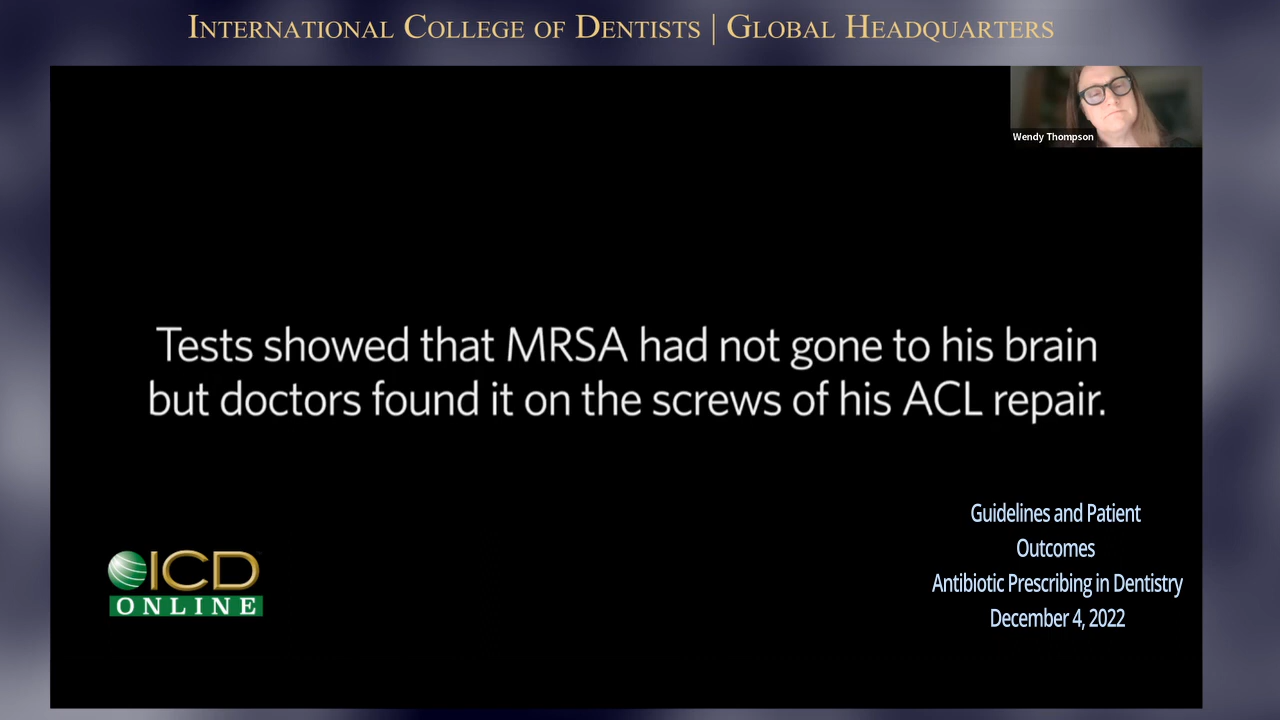 INTERNATIONAL COLLEGE OF DENTISTS | GLOBAL HEADQUARTERS
Wendy Thompson
Tests showed that MRSA had not gone to his brain
but doctors found it on the screws of his ACL repair.
Guidelines and Patient
Outcomes
Antibiotic Prescribing in Dentistry
December 4, 2022
ICD
ONLINE